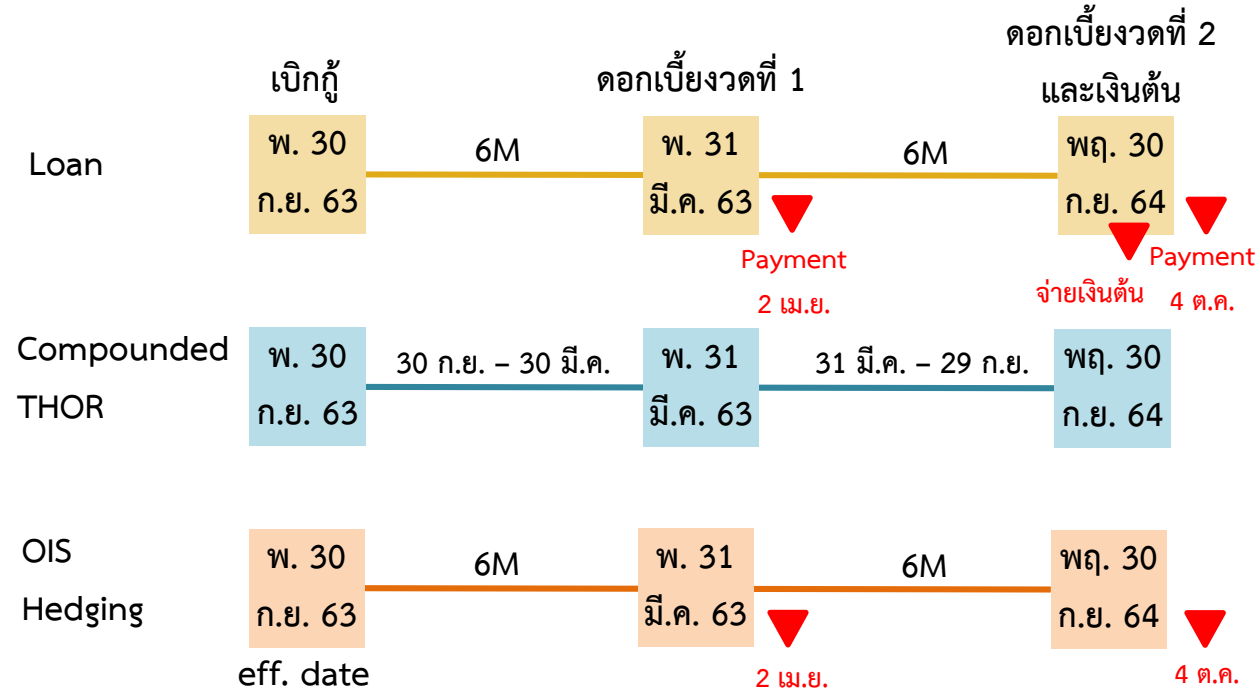 ดอกเบี้ยงวดที่ 2
เบิกกู้ ดอกเบี้ยงวดที่ 1 และเงินต้น
Loan
พ. 30
ก.ย. 63
6M
พ. 31
มี.ค. 63
6M
พฤ. 30
ก.ย. 64
Payment
2 เม.ย.
จ่ายเงินต้น
Payment
4 ต.ค.
Compounded
THOR
พ. 30
ก.ย. 63
30 ก.ย. – 30 มี.ค.
พ. 31
มี.ค. 63
31 มี.ค. – 29 ก.ย.
พฤ. 30
ก.ย. 64
OIS
Hedging
พ. 30
ก.ย. 63
eff. date
6M
พ. 31
มี.ค. 63
2 เม.ย.
6M
พฤ. 30
ก.ย. 64
4 ต.ค.